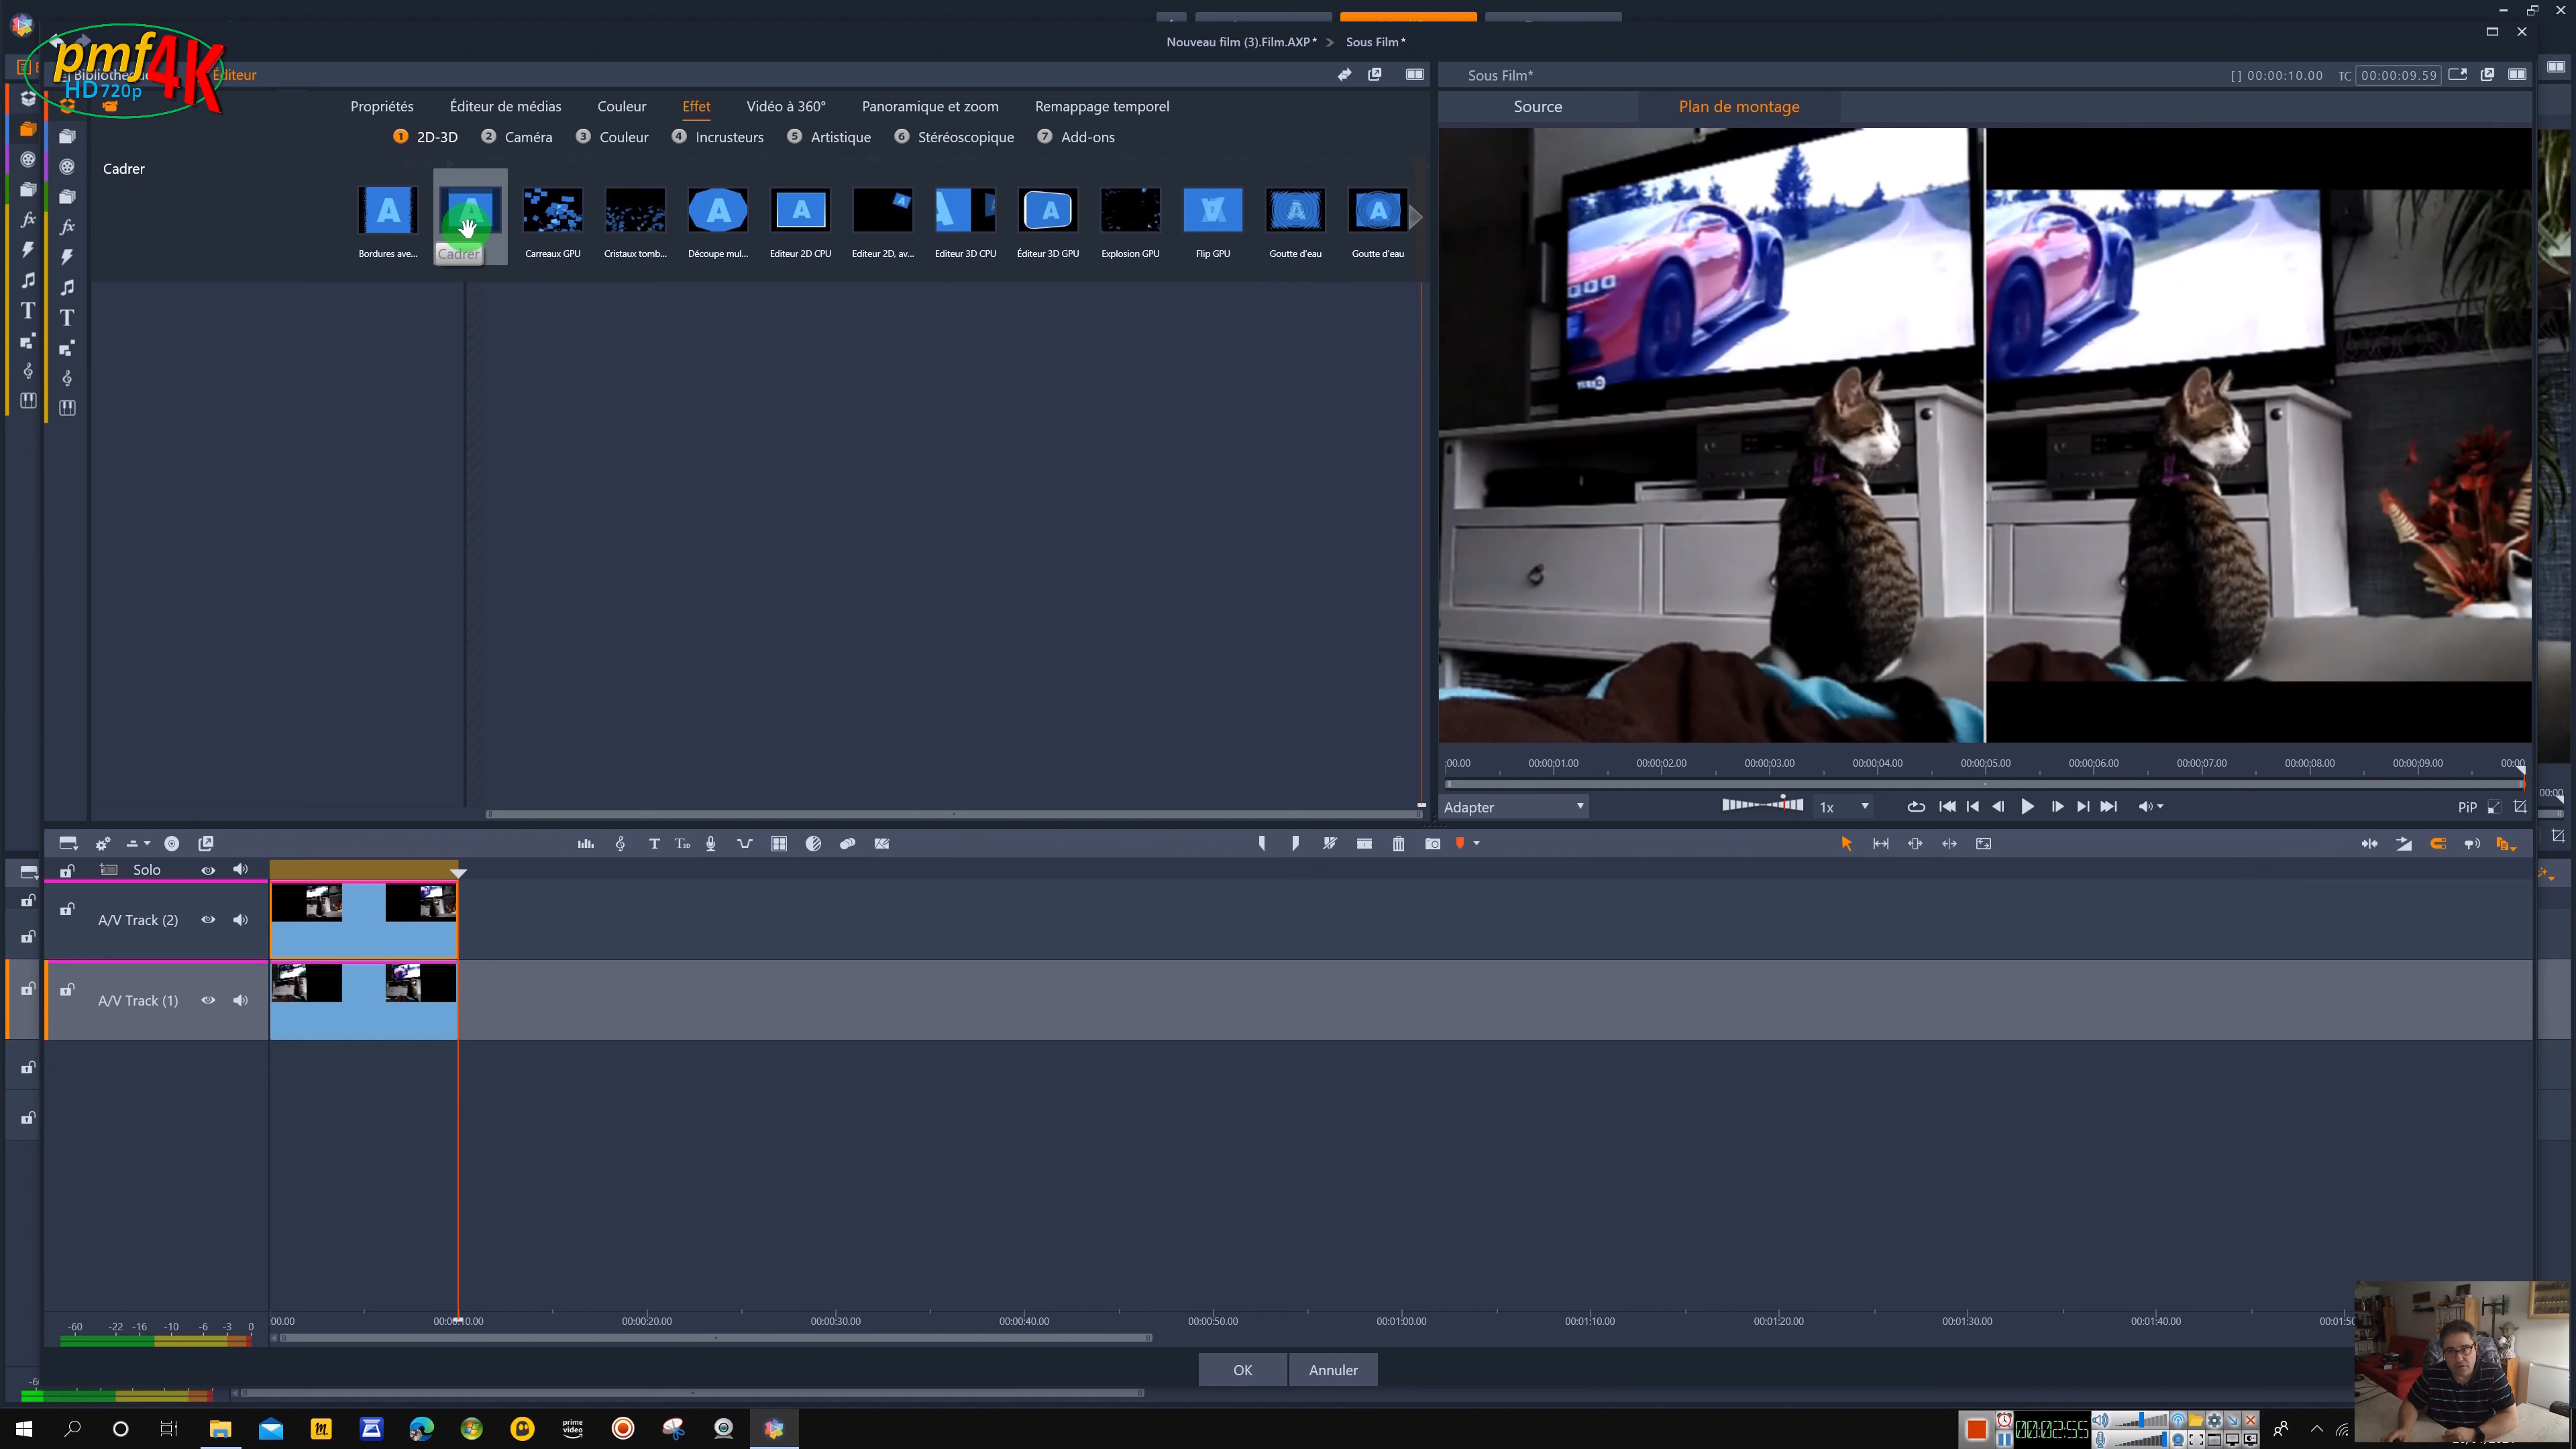 pmf4K
HD720p
Bibliothèque
Éditeur
Nouveau film (3).Film.AXP*
Sous Film*
Sous Film*
[ ] 00:00:10.00
TC 00:00:09.59
Propriétés
Éditeur de médias
Couleur
Effet
Vidéo à 360°
Panoramique et zoom
Remappage temporel
Source
Plan de montage
1 2D-3D
2 Caméra
3 Couleur
4 Incrusteurs
5 Artistique
6 Stéréoscopique
7 Add-ons
Cadrer
Bordures ave...
Cadrer
Carreaux GPU
Cristaux tomb...
Découpe mul...
Editeur 2D CPU
Editeur 2D, av...
Editeur 3D CPU
Éditeur 3D GPU
Explosion GPU
Flip GPU
Goutte d'eau
Goutte d'eau
:00.00
00:00:01.00
00:00:02.00
00:00:03.00
00:00:04.00
00:00:05.00
00:00:06.00
00:00:07.00
00:00:08.00
00:00:09.00
00:00
Adapter
1x
PiP
Solo
A/V Track (2)
A/V Track (1)
-60 -22 -16 -10 -6 -3 0
:00.00
00:00:10.00
00:00:20.00
00:00:30.00
00:00:40.00
00:00:50.00
00:01:00.00
00:01:10.00
00:01:20.00
00:01:30.00
00:01:40.00
00:01:50
OK
Annuler
prime video
00:02:55